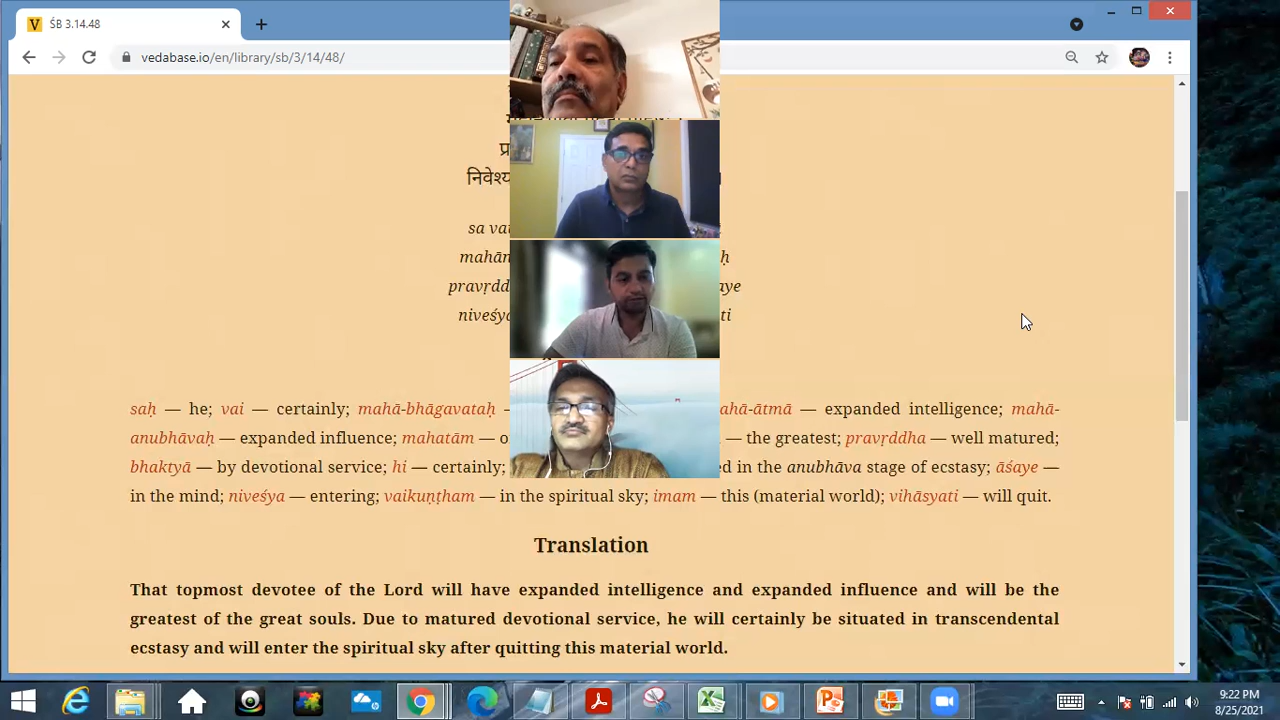 ŚB 3.14.48
vedabase.io/en/library/sb/3/14/48/
प्र
निवेश्य
sa vai
mahān ḥ
pravṛdd aye
niveśya ti
saḥ — he; vai — certainly; mahā-bhāgavataḥ — ahā-ātmā — expanded intelligence; mahā-
anubhāvaḥ — expanded influence; mahatām — — the greatest; pravṛddha — well matured;
bhaktyā — by devotional service; hi — certainly; in the anubhāva stage of ecstasy; āśaye —
in the mind; niveśya — entering; vaikuṇṭham — in the spiritual sky; imam — this (material world); vihāsyati — will quit.
Translation
That topmost devotee of the Lord will have expanded intelligence and expanded influence and will be the
greatest of the great souls. Due to matured devotional service, he will certainly be situated in transcendental
ecstasy and will enter the spiritual sky after quitting this material world.
9:22 PM
8/25/2021